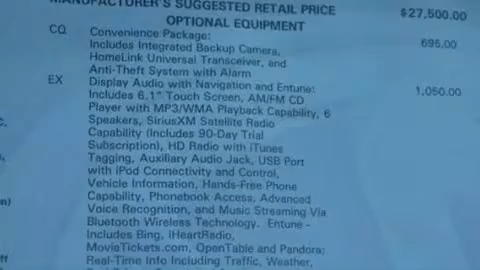 MANUFACTURER'S SUGGESTED RETAIL PRICE $27,500.00
OPTIONAL EQUIPMENT
CQ Convenience Package: 695.00
Includes Integrated Backup Camera,
HomeLink Universal Transceiver, and
Anti-Theft System with Alarm
EX Display Audio with Navigation and Entune: 1,050.00
Includes 6.1" Touch Screen, AM/FM CD
Player with MP3/WMA Playback Capability, 6
Speakers, SiriusXM Satellite Radio
Capability (Includes 90-Day Trial
Subscription), HD Radio with iTunes
Tagging, Auxiliary Audio Jack, USB Port
with iPod Connectivity and Control,
Vehicle Information, Hands-Free Phone
Capability, Phonebook Access, Advanced
Voice Recognition, and Music Streaming Via
Bluetooth Wireless Technology. Entune -
Includes Bing, IHeartRadio,
MovieTickets.com, OpenTable and Pandora;
Real-Time Info Including Traffic, Weather,